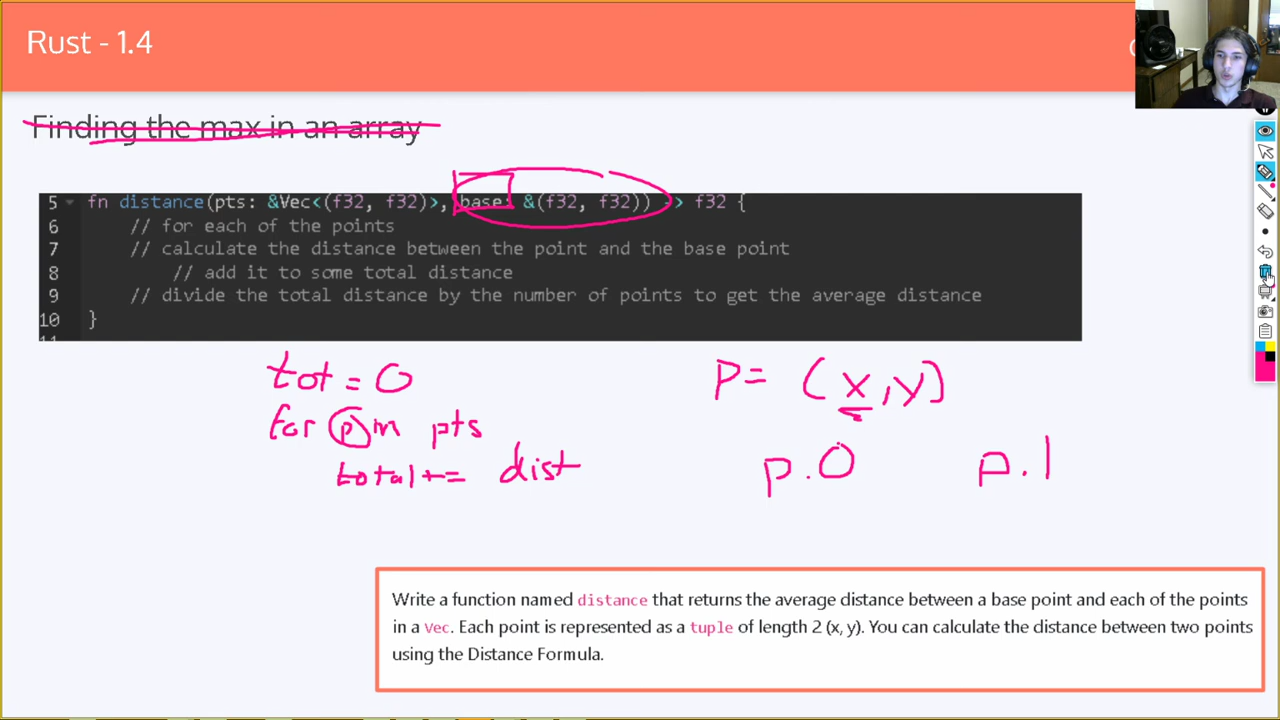 Rust - 1.4
Finding the max in an array
5 fn distance(pts: &Vec<(f32, f32)>, base: &(f32, f32)) -> f32 {
6 // for each of the points
7 // calculate the distance between the point and the base point
8 // add it to some total distance
9 // divide the total distance by the number of points to get the average distance
10 }
tot = 0
for p in pts
total += dist
P = (x,y)
p.0 p.1
Write a function named distance that returns the average distance between a base point and each of the points
in a Vec. Each point is represented as a tuple of length 2 (x, y). You can calculate the distance between two points
using the Distance Formula.